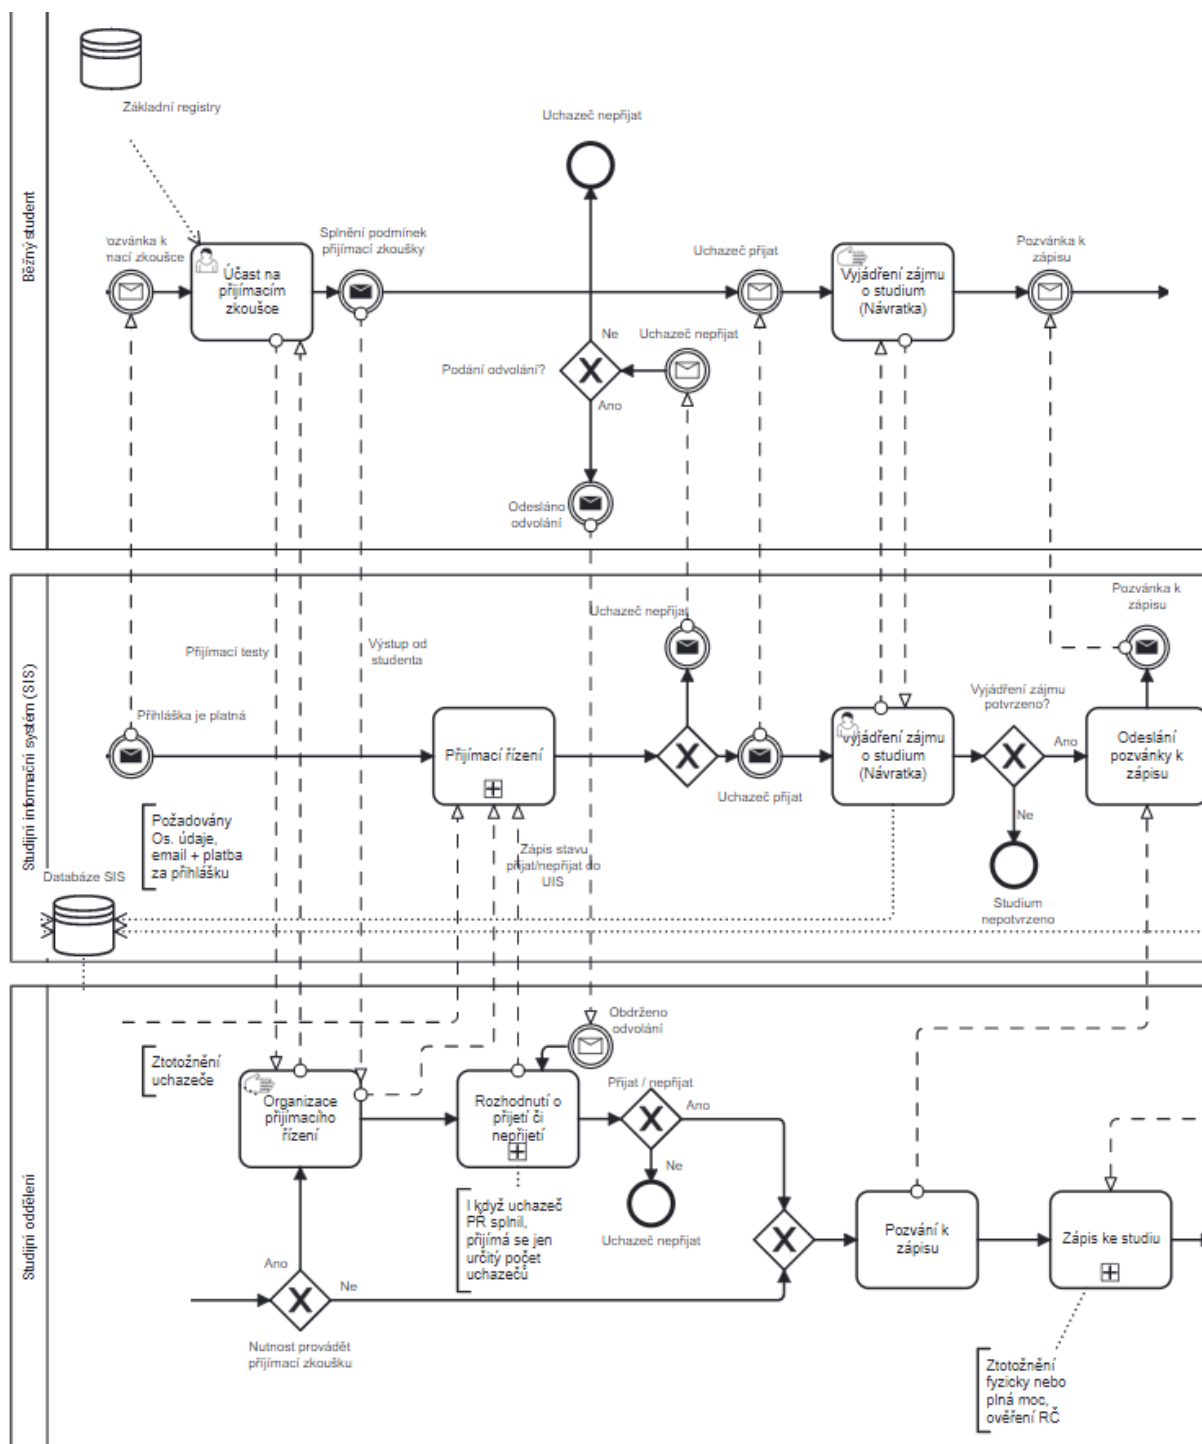 Základní registry
Uchazeč nepřijat
Běžný student
ozvánka k
mací zkoušce
Účast na
přijímacím
zkoušce
Splnění podmínek
přijímací zkoušky
Uchazeč přijat
Vyjádření zájmu
o studium
(Návratka)
Pozvánka k
zápisu
Ne
Uchazeč nepřijat
Podání odvolání?
Ano
Odesláno
odvolání
Studijní informační systém (SIS)
Uchazeč nepřijat
Pozvánka k
zápisu
Přijímací testy
Výstup od
studenta
Přihláška je platná
Přijímací řízení
Uchazeč přijat
Vyjádření zájmu
o studium
(Návratka)
Vyjádření zájmu
potvrzeno?
Ano
Ne
Odeslání
pozvánky k
zápisu
Studium
nepotvrzeno
Požadovány
Os. údaje,
email + platba
za přihlášku
Zápis stavu
přijat/nepřijat do
UIS
Databáze SIS
Studijní oddělení
Ztotožnění
uchazeče
Obdrženo
odvolání
Organizace
přijímacího
řízení
Rozhodnutí o
přijetí či
nepřijetí
Přijat / nepřijat
Ano
Ne
Uchazeč nepřijat
I když uchazeč
PŘ splnil,
přijímá se jen
určitý počet
uchazečů
Pozvání k
zápisu
Zápis ke studiu
Ano
Ne
Nutnost provádět
přijímací zkoušku
Ztotožnění
fyzicky nebo
plná moc,
ověření RČ